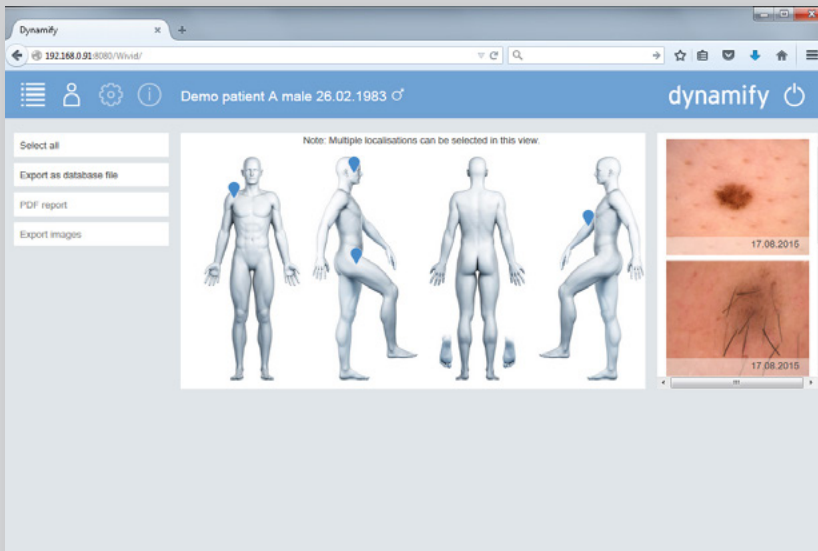 Dynamify
192.168.0.91:8080/Wivid/
Demo patient A male 26.02.1983 ♂
dynamify
Select all
Export as database file
PDF report
Export images
Note: Multiple localisations can be selected in this view.
17.08.2015
17.08.2015